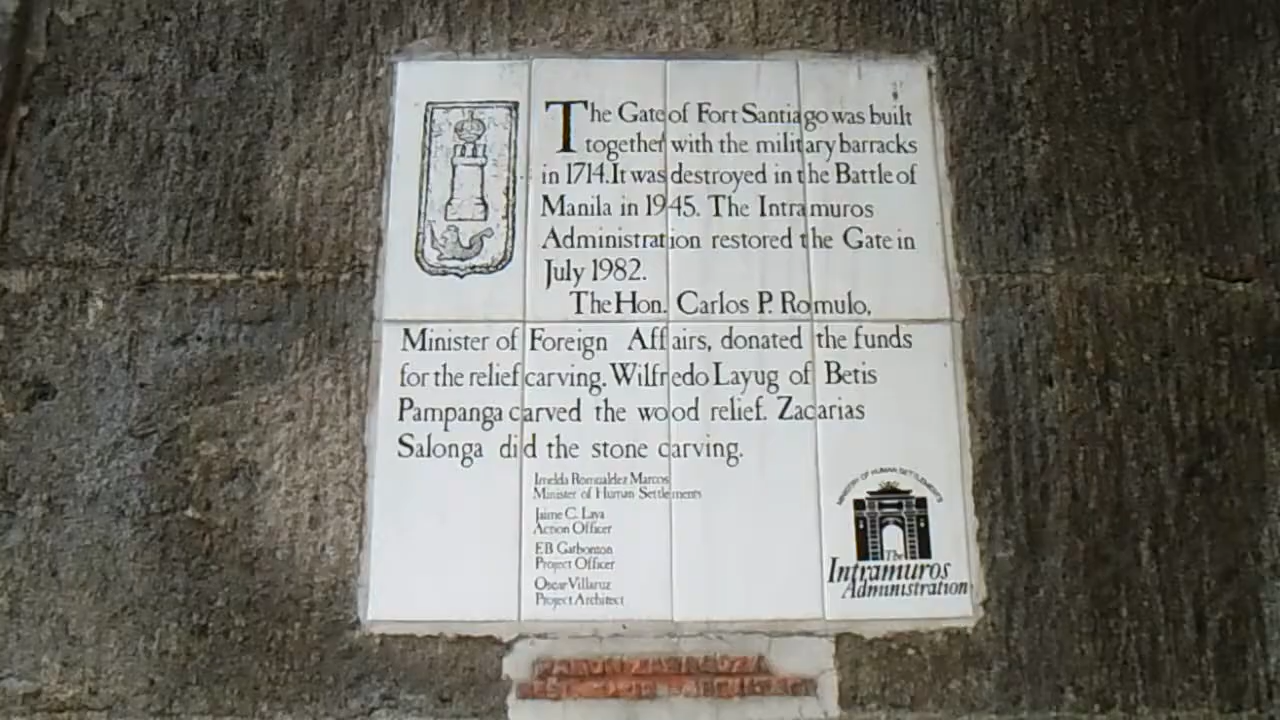 The Gate of Fort Santiago was built
together with the military barracks
in 1714. It was destroyed in the Battle of
Manila in 1945. The Intramuros
Administration restored the Gate in
July 1982.
The Hon. Carlos P. Romulo,
Minister of Foreign Affairs, donated the funds
for the relief carving. Wilfredo Layug of Betis
Pampanga carved the wood relief. Zacarias
Salonga did the stone carving.
Imelda Romualdez Marcos
Minister of Human Settlements
Jaime C. Laya
Action Officer
Project Officer
Oscar Villaruz
Project Architect
MINISTRY OF HUMAN SETTLEMENTS
The
Intramuros
Administration